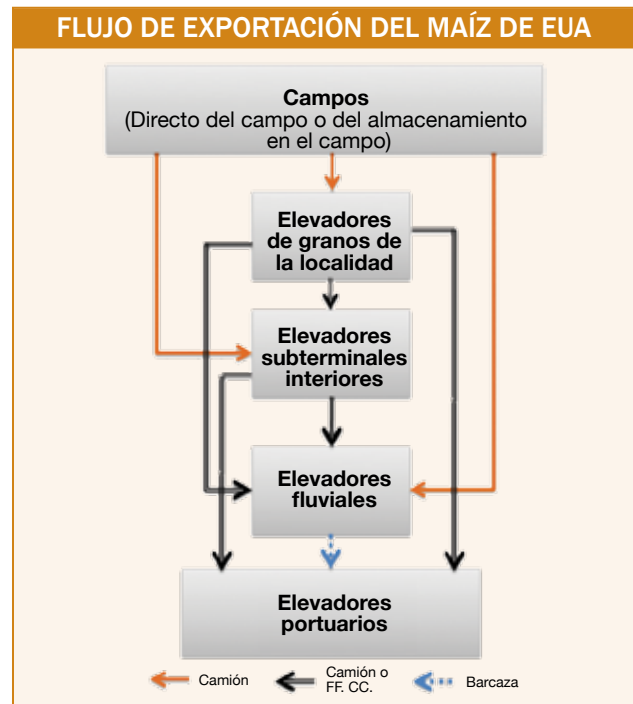 FLUJO DE EXPORTACIÓN DEL MAÍZ DE EUA
Campos
(Directo del campo o del almacenamiento
en el campo)
Elevadores
de granos de
la localidad
Elevadores
subterminales
interiores
Elevadores
fluviales
Elevadores
portuarios
Camión
Camión o
FF. CC.
Barcaza